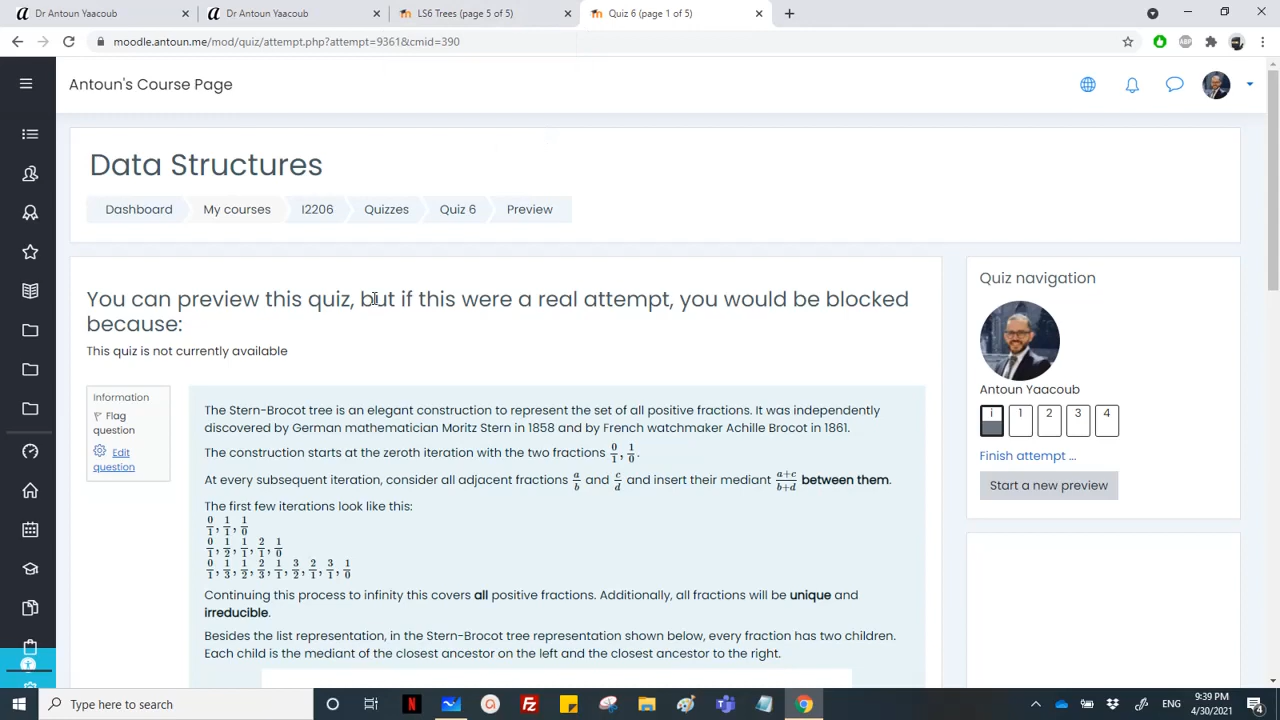 Dr Antoun Yaacoub
Dr Antoun Yaacoub
LS6 Trees (page 5 of 5)
Quiz 6 (page 1 of 5)
moodle.antoun.me/mod/quiz/attempt.php?attempt=9361&cmid=390
Antoun's Course Page
Data Structures
Dashboard
My courses
I2206
Quizzes
Quiz 6
Preview
You can preview this quiz, but if this were a real attempt, you would be blocked
because:
This quiz is not currently available
Information
Flag
question
Edit
question
The Stern-Brocot tree is an elegant construction to represent the set of all positive fractions. It was independently
discovered by German mathematician Moritz Stern in 1858 and by French watchmaker Achille Brocot in 1861.
The construction starts at the zeroth iteration with the two fractions 0/1, 1/0.
At every subsequent iteration, consider all adjacent fractions a/b and c/d and insert their mediant a+c/b+d between them.
The first few iterations look like this:
0/1, 1/1, 1/0
0/1, 1/2, 1/1, 2/1, 1/0
0/1, 1/3, 1/2, 2/3, 1/1, 3/2, 2/1, 3/1, 1/0
Continuing this process to infinity this covers all positive fractions. Additionally, all fractions will be unique and
irreducible.
Besides the list representation, in the Stern-Brocot tree representation shown below, every fraction has two children.
Each child is the mediant of the closest ancestor on the left and the closest ancestor to the right.
Quiz navigation
Antoun Yaacoub
i
1
2
3
4
Finish attempt ...
Start a new preview
Type here to search
ENG
9:39 PM
4/30/2021
4